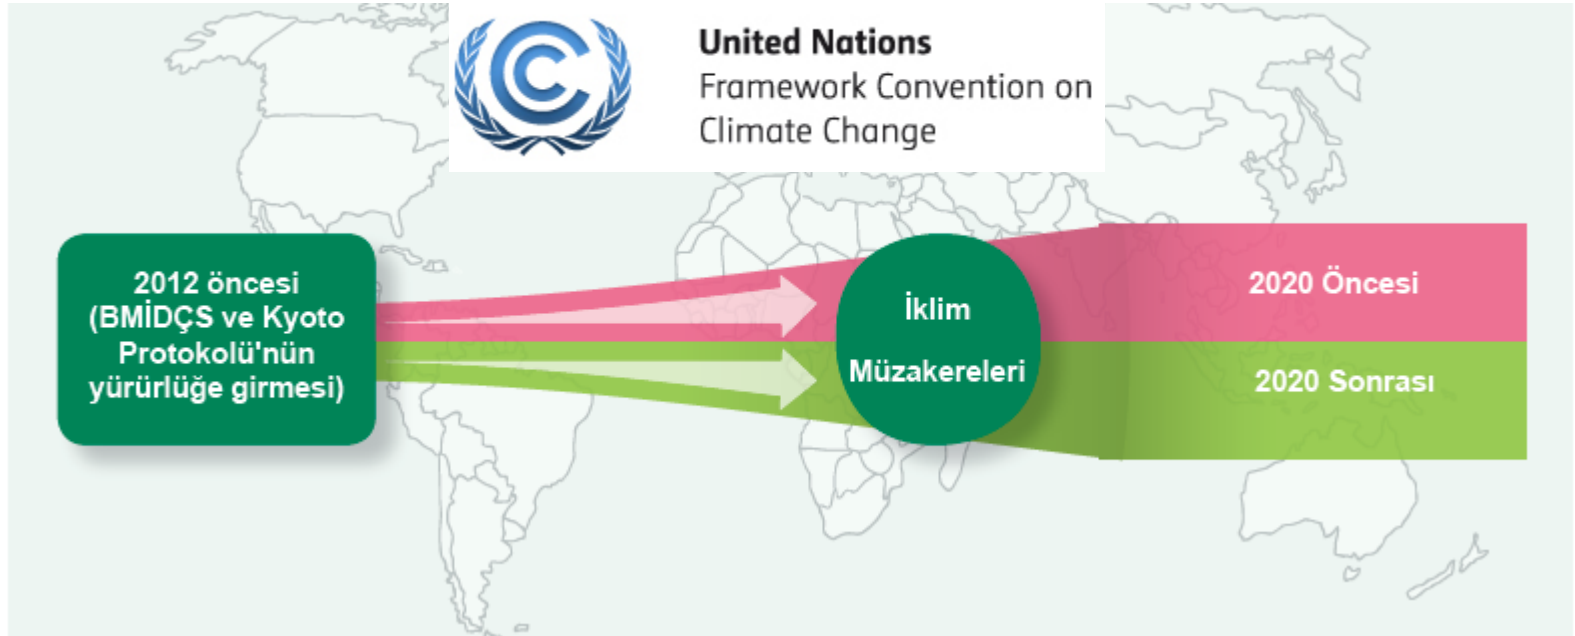 United Nations
Framework Convention on
Climate Change
2012 öncesi
(BMİDÇS ve Kyoto
Protokolü'nün
yürürlüğe girmesi)
İklim
Müzakereleri
2020 Öncesi
2020 Sonrası